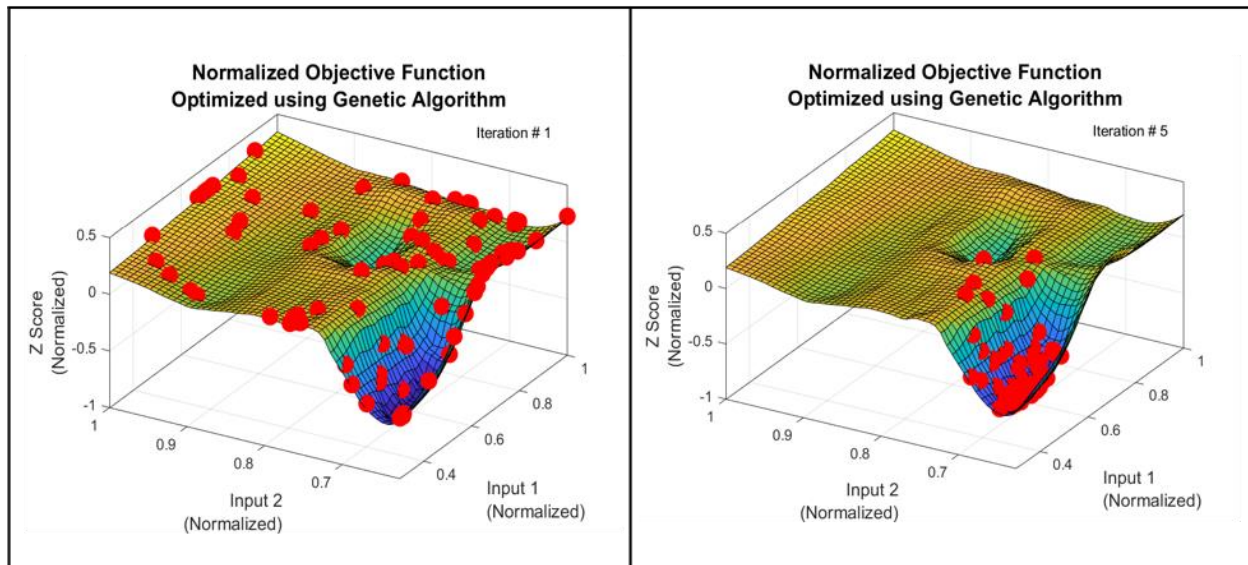 Normalized Objective Function
Optimized using Genetic Algorithm
Iteration # 1
0.5
0
-0.5
-1
Z Score
(Normalized)
1
0.9
0.8
0.7
Input 2
(Normalized)
0.4
0.6
0.8
1
Input 1
(Normalized)
Normalized Objective Function
Optimized using Genetic Algorithm
Iteration # 5
0.5
0
-0.5
-1
Z Score
(Normalized)
1
0.9
0.8
0.7
Input 2
(Normalized)
0.4
0.6
0.8
1
Input 1
(Normalized)